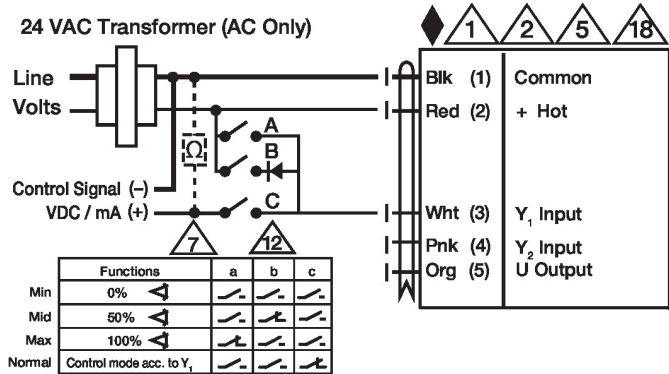 24 VAC Transformer (AC Only)
1 2 5 18
Line
Volts
Blk (1) Common
Red (2) + Hot
A
B
C
Ω
Control Signal (–)
VDC / mA (+)
Wht (3) Y₁ Input
Pnk (4) Y₂ Input
Org (5) U Output
7
12
Functions a b c
Min 0%
Mid 50%
Max 100%
Normal Control mode acc. to Y₁